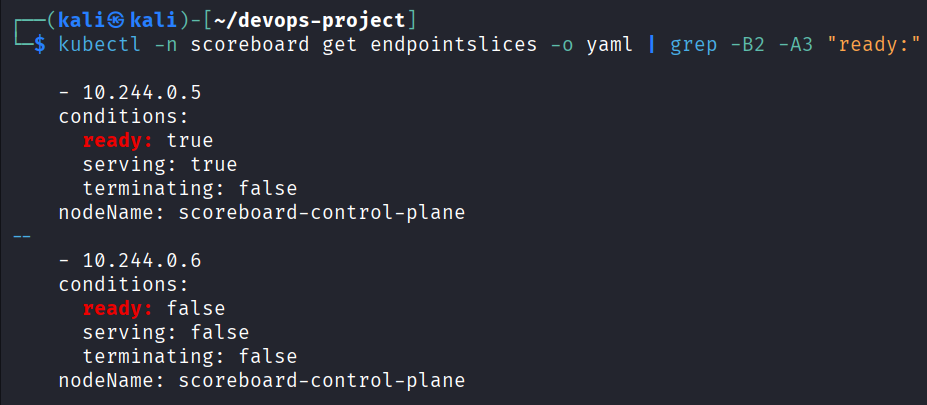 ┌──(kali㉿kali)-[~/devops-project]
└─$ kubectl -n scoreboard get endpointslices -o yaml | grep -B2 -A3 "ready:"
    - 10.244.0.5
    conditions:
      ready: true
      serving: true
      terminating: false
    nodeName: scoreboard-control-plane
--
    - 10.244.0.6
    conditions:
      ready: false
      serving: false
      terminating: false
    nodeName: scoreboard-control-plane